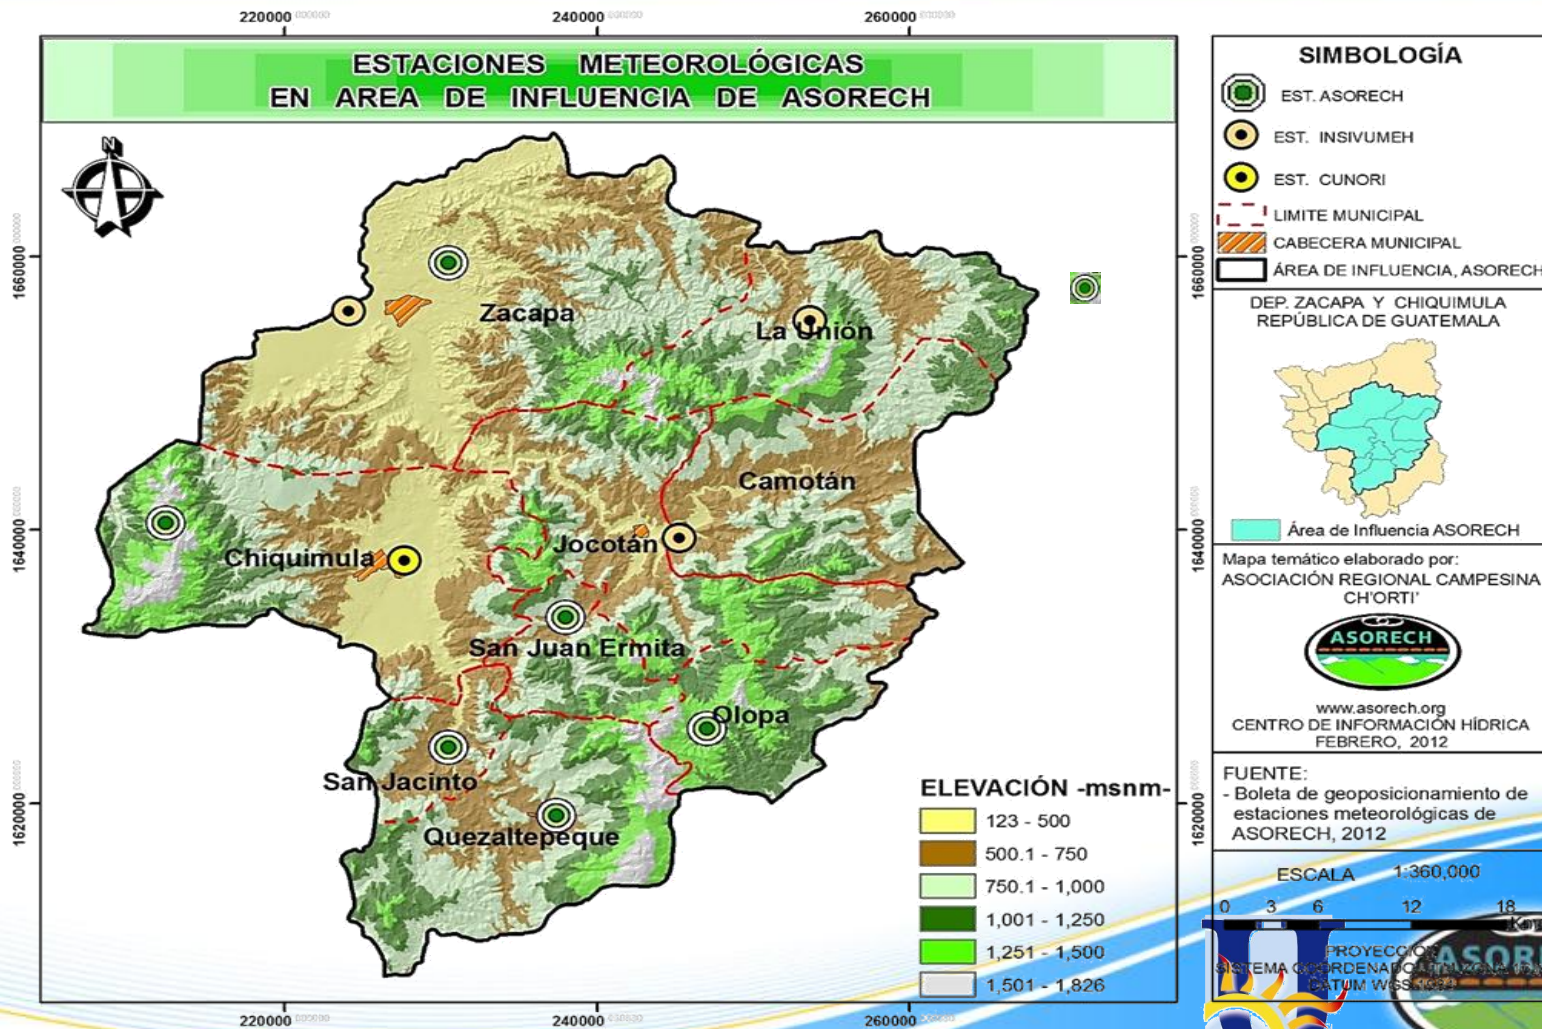 220000
240000
260000
ESTACIONES METEOROLÓGICAS
EN AREA DE INFLUENCIA DE ASORECH
N
1660000
1640000
1620000
Zacapa
La Unión
Camotán
Jocotán
Chiquimula
San Juan Ermita
Olopa
San Jacinto
Quezaltepeque
1660000
1640000
1620000
ELEVACIÓN -msnm-
123 - 500
500.1 - 750
750.1 - 1,000
1,001 - 1,250
1,251 - 1,500
1,501 - 1,826
220000
240000
260000
SIMBOLOGÍA
EST. ASORECH
EST. INSIVUMEH
EST. CUNORI
LIMITE MUNICIPAL
CABECERA MUNICIPAL
ÁREA DE INFLUENCIA, ASORECH
DEP. ZACAPA Y CHIQUIMULA
REPÚBLICA DE GUATEMALA
Área de Influencia ASORECH
Mapa temático elaborado por:
ASOCIACIÓN REGIONAL CAMPESINA
CH'ORTI'
ASORECH
www.asorech.org
CENTRO DE INFORMACIÓN HÍDRICA
FEBRERO, 2012
FUENTE:
- Boleta de geoposicionamiento de
estaciones meteorológicas de
ASORECH, 2012
ESCALA 1:360,000
0 3 6 12 18
PROYECCIÓN
SISTEMA
DATUM